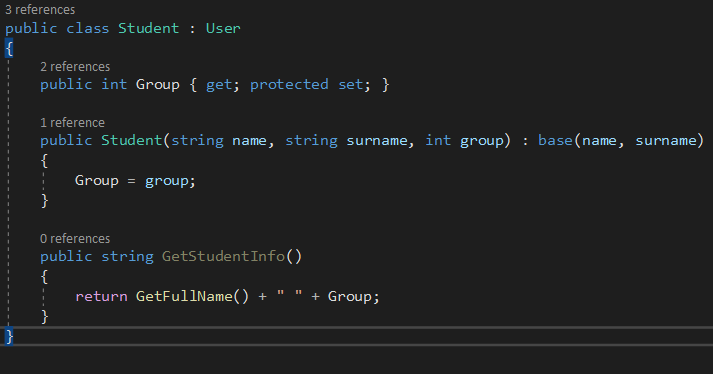 3 references
public class Student : User
{
2 references
public int Group { get; protected set; }
1 reference
public Student(string name, string surname, int group) : base(name, surname)
{
Group = group;
}
0 references
public string GetStudentInfo()
{
return GetFullName() + " " + Group;
}
}